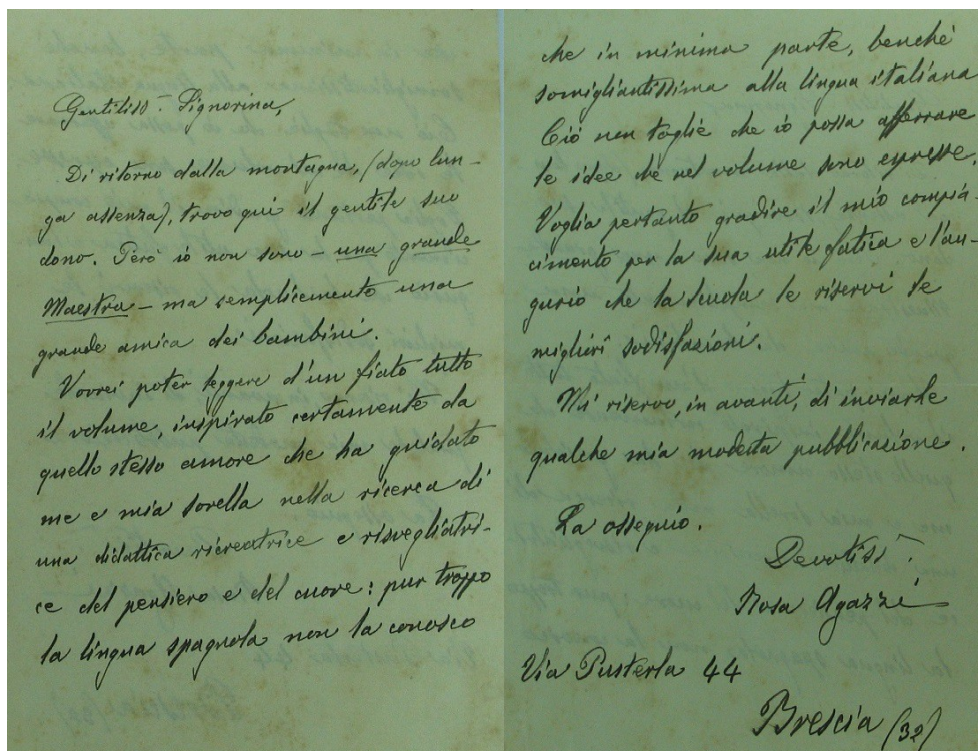 Gentiliss. Signorina,
Di ritorno dalla montagna, (dopo lun-
ga assenza), trovo qui il gentile suo
dono. Però io non sono - una grande
Maestra - ma semplicemente una
grande amica dei bambini.
Vorrei poter leggere d'un fiato tutto
il volume, inspirato certamente da
quello stesso amore che ha guidato
me e mia sorella nella ricerca di
una didattica ricreatrice e risvegliatri-
ce del pensiero e del cuore: pur troppo
la lingua spagnola non la conosco
che in minima parte, benchè
somigliantissima alla lingua italiana
Ciò non toglie che io possa afferrare
le idee che nel volume sono espresse.
Voglia pertanto gradire il mio compia-
cimento per la sua utile fatica e l'au-
gurio che la Scuola le riservi le
migliori sodisfazioni.
Mi riservo, in avanti, di inviarle
qualche mia modesta pubblicazione.
La ossequio.
Devotiss.
Rosa Agazzi
Via Pusterla 44
Brescia (32)